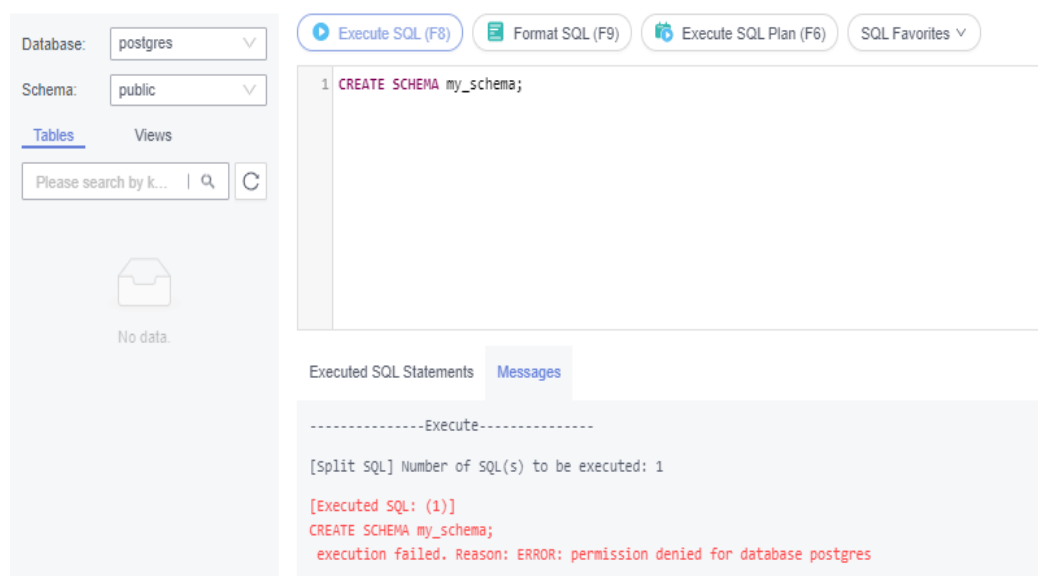 Database: postgres
Schema: public
Tables Views
Please search by k...
No data.
Execute SQL (F8) Format SQL (F9) Execute SQL Plan (F6) SQL Favorites
1 CREATE SCHEMA my_schema;
Executed SQL Statements Messages
---------------Execute---------------
[Split SQL] Number of SQL(s) to be executed: 1
[Executed SQL: (1)]
CREATE SCHEMA my_schema;
execution failed. Reason: ERROR: permission denied for database postgres